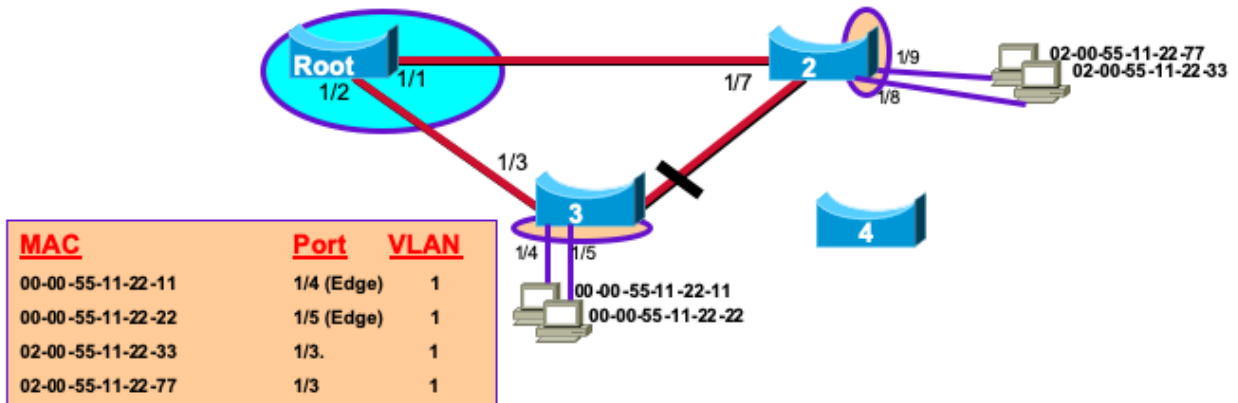 Root
1/1
1/2
2
1/7
1/9
1/8
02-00-55-11-22-77
02-00-55-11-22-33
1/3
3
1/4
1/5
00-00-55-11-22-11
00-00-55-11-22-22
4
MAC Port VLAN
00-00-55-11-22-11 1/4 (Edge) 1
00-00-55-11-22-22 1/5 (Edge) 1
02-00-55-11-22-33 1/3. 1
02-00-55-11-22-77 1/3 1